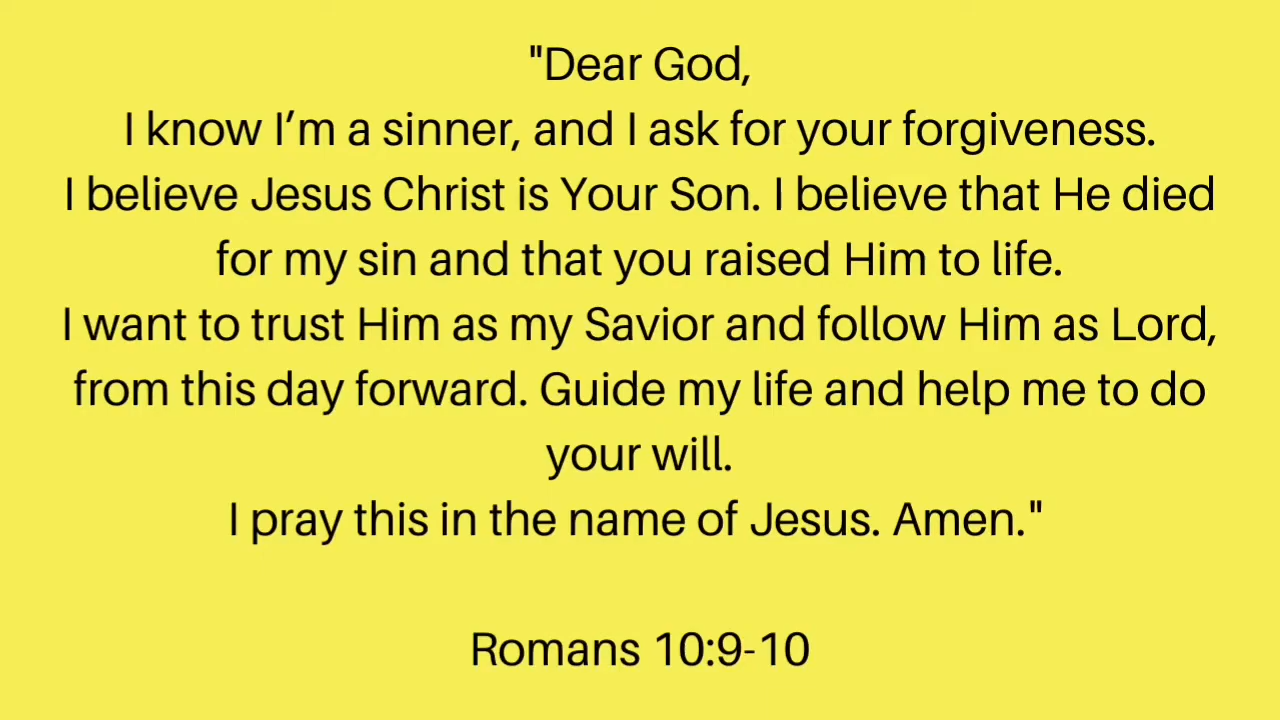 "Dear God,
I know I’m a sinner, and I ask for your forgiveness.
I believe Jesus Christ is Your Son. I believe that He died
for my sin and that you raised Him to life.
I want to trust Him as my Savior and follow Him as Lord,
from this day forward. Guide my life and help me to do
your will.
I pray this in the name of Jesus. Amen."
Romans 10:9-10